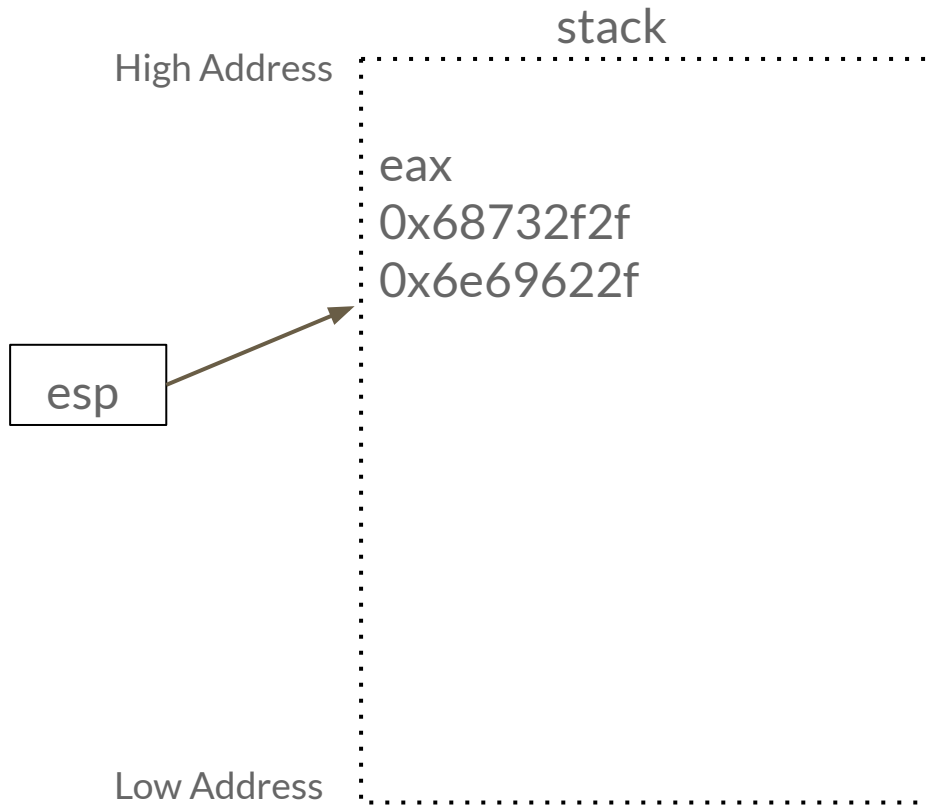 stack
High Address
eax
0x68732f2f
0x6e69622f
esp
Low Address